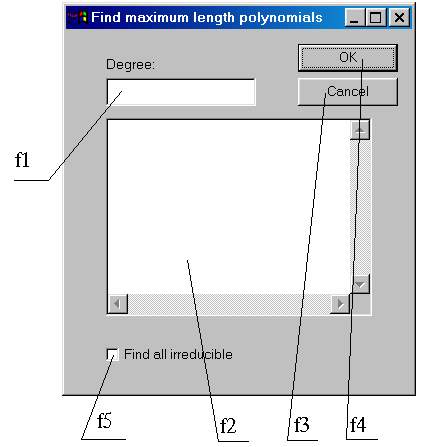 Find maximum length polynomials
Degree:
OK
Cancel
f1
Find all irreducible
f5
f2
f3
f4